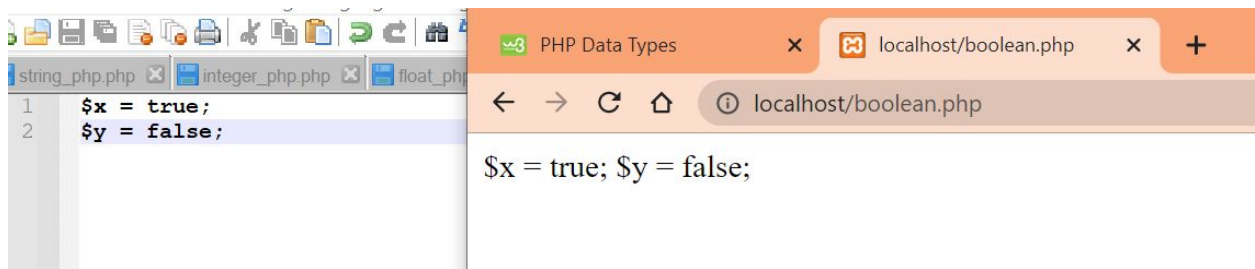 string_php.php integer_php.php float_php
1 $x = true;
2 $y = false;
PHP Data Types localhost/boolean.php
localhost/boolean.php
$x = true; $y = false;